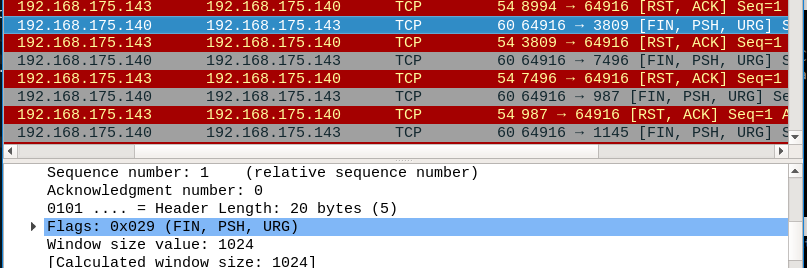 192.168.175.143 192.168.175.140 TCP 54 8994 → 64916 [RST, ACK] Seq=1
192.168.175.140 192.168.175.143 TCP 60 64916 → 3809 [FIN, PSH, URG] S
192.168.175.143 192.168.175.140 TCP 54 3809 → 64916 [RST, ACK] Seq=1
192.168.175.140 192.168.175.143 TCP 60 64916 → 7496 [FIN, PSH, URG] S
192.168.175.143 192.168.175.140 TCP 54 7496 → 64916 [RST, ACK] Seq=1
192.168.175.140 192.168.175.143 TCP 60 64916 → 987 [FIN, PSH, URG] Se
192.168.175.143 192.168.175.140 TCP 54 987 → 64916 [RST, ACK] Seq=1 A
192.168.175.140 192.168.175.143 TCP 60 64916 → 1145 [FIN, PSH, URG] S
Sequence number: 1 (relative sequence number)
Acknowledgment number: 0
0101 .... = Header Length: 20 bytes (5)
Flags: 0x029 (FIN, PSH, URG)
Window size value: 1024
[Calculated window size: 1024]